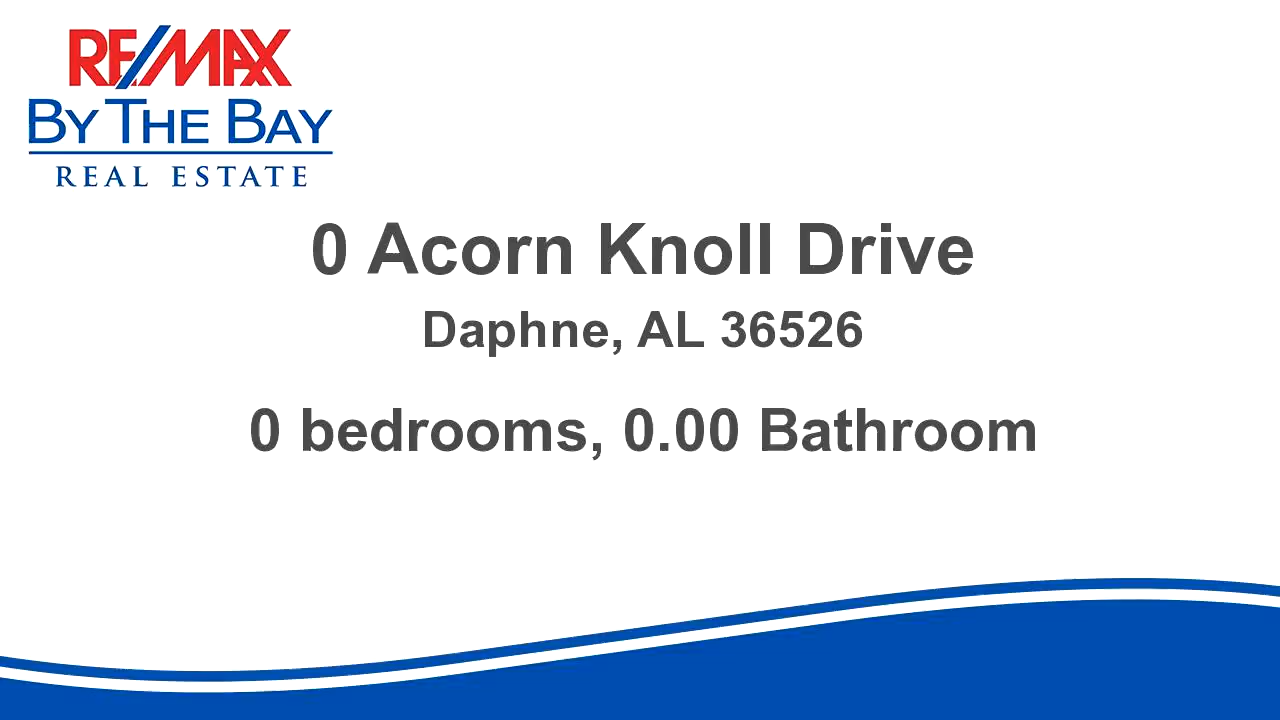 RE/MAX
BY THE BAY
REAL ESTATE
0 Acorn Knoll Drive
Daphne, AL 36526
0 bedrooms, 0.00 Bathroom